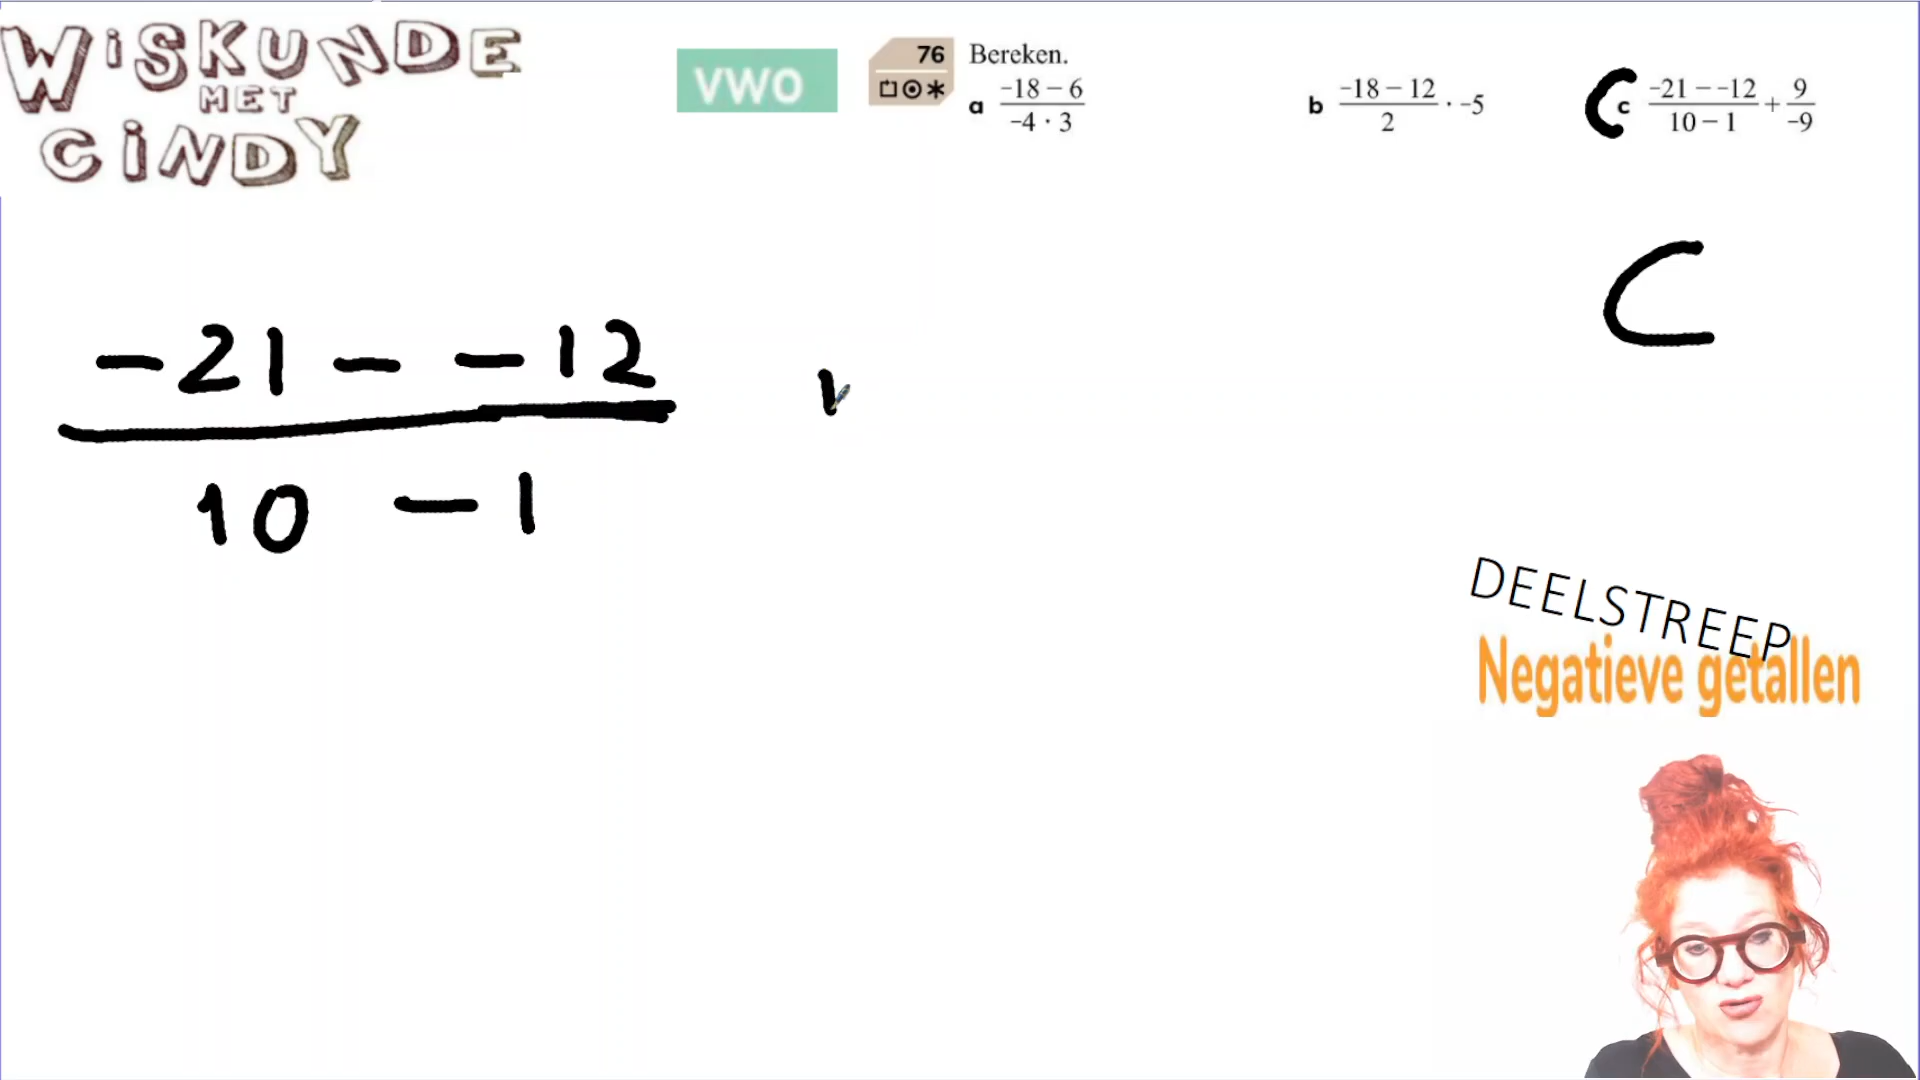 WiSKUNDE
MET
CiNDY
VWO
76 Bereken.
a (-18 – 6)/(-4 · 3)
b (-18 – 12)/2 · -5
c (-21 – -12)/(10 – 1) + 9/-9
C
-21 - -12
10 - 1
DEELSTREEP
Negatieve getallen